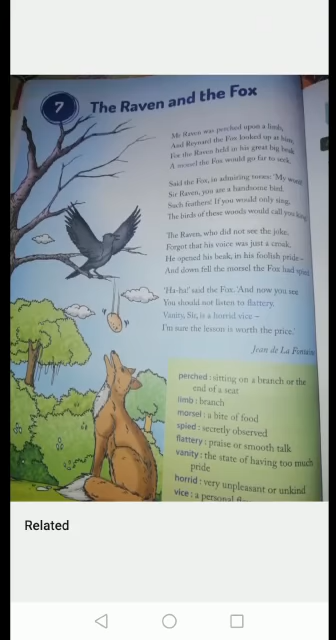 7
The Raven and the Fox
Mr Raven was perched upon a limb,
And Reynard the Fox looked up at him,
For the Raven held in his great big beak
A morsel the Fox would go far to seek.
Said the Fox, in admiring tones: 'My word!
Sir Raven, you are a handsome bird.
Such feathers! If you would only sing,
The birds of these woods would call you king.
The Raven, who did not see the joke,
Forgot that his voice was just a croak.
He opened his beak, in his foolish pride –
And down fell the morsel the Fox had spied.
'Ha-ha!' said the Fox. 'And now you see
You should not listen to flattery.
Vanity, Sir, is a horrid vice –
I'm sure the lesson is worth the price.'
Jean de La Fontaine
perched : sitting on a branch or the
end of a seat
limb : branch
morsel : a bite of food
spied : secretly observed
flattery : praise or smooth talk
vanity : the state of having too much
pride
horrid : very unpleasant or unkind
vice : a personal
Related